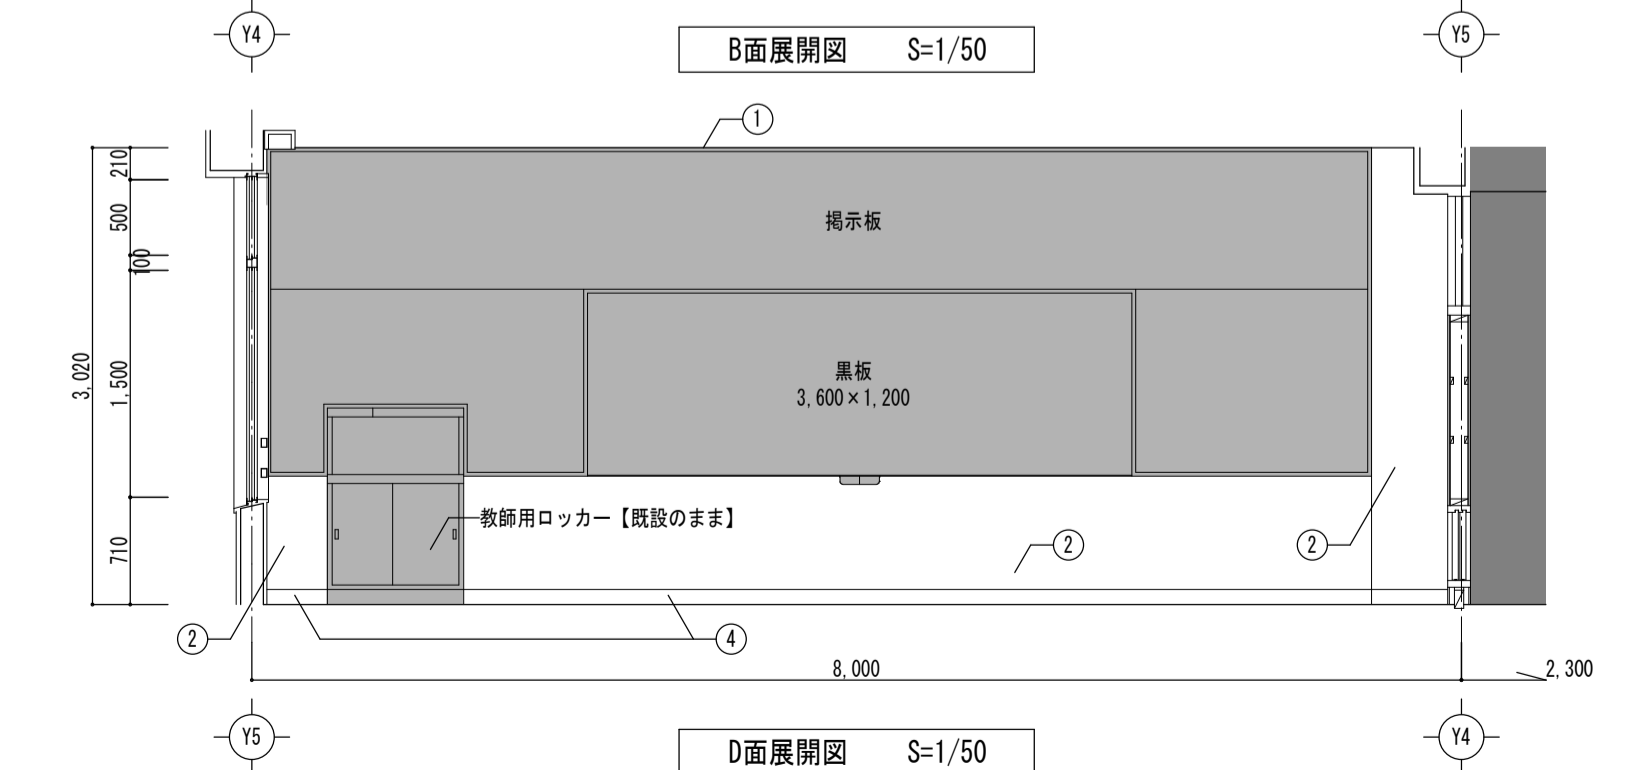 Y4
B面展開図 S=1/50
Y5
1
210
500
100
1,500
3,020
710
掲示板
黒板
3,600×1,200
教師用ロッカー【既設のまま】
2
2
2
4
8,000
2,300
Y5
D面展開図 S=1/50
Y4